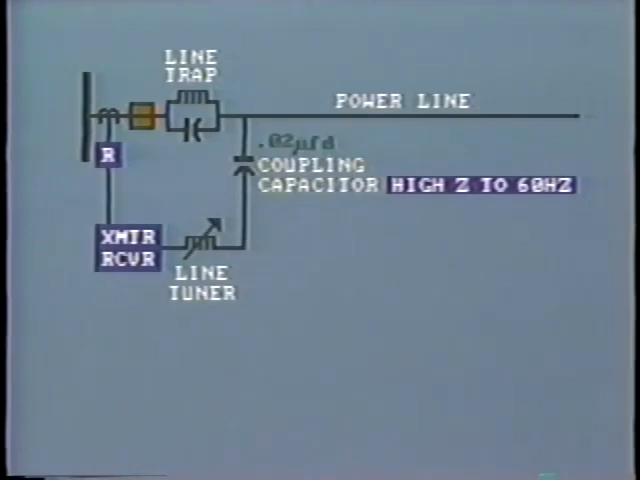 LINE
TRAP
POWER LINE
.02µfd
R
COUPLING
CAPACITOR HIGH Z TO 60HZ
XMTR
RCVR
LINE
TUNER